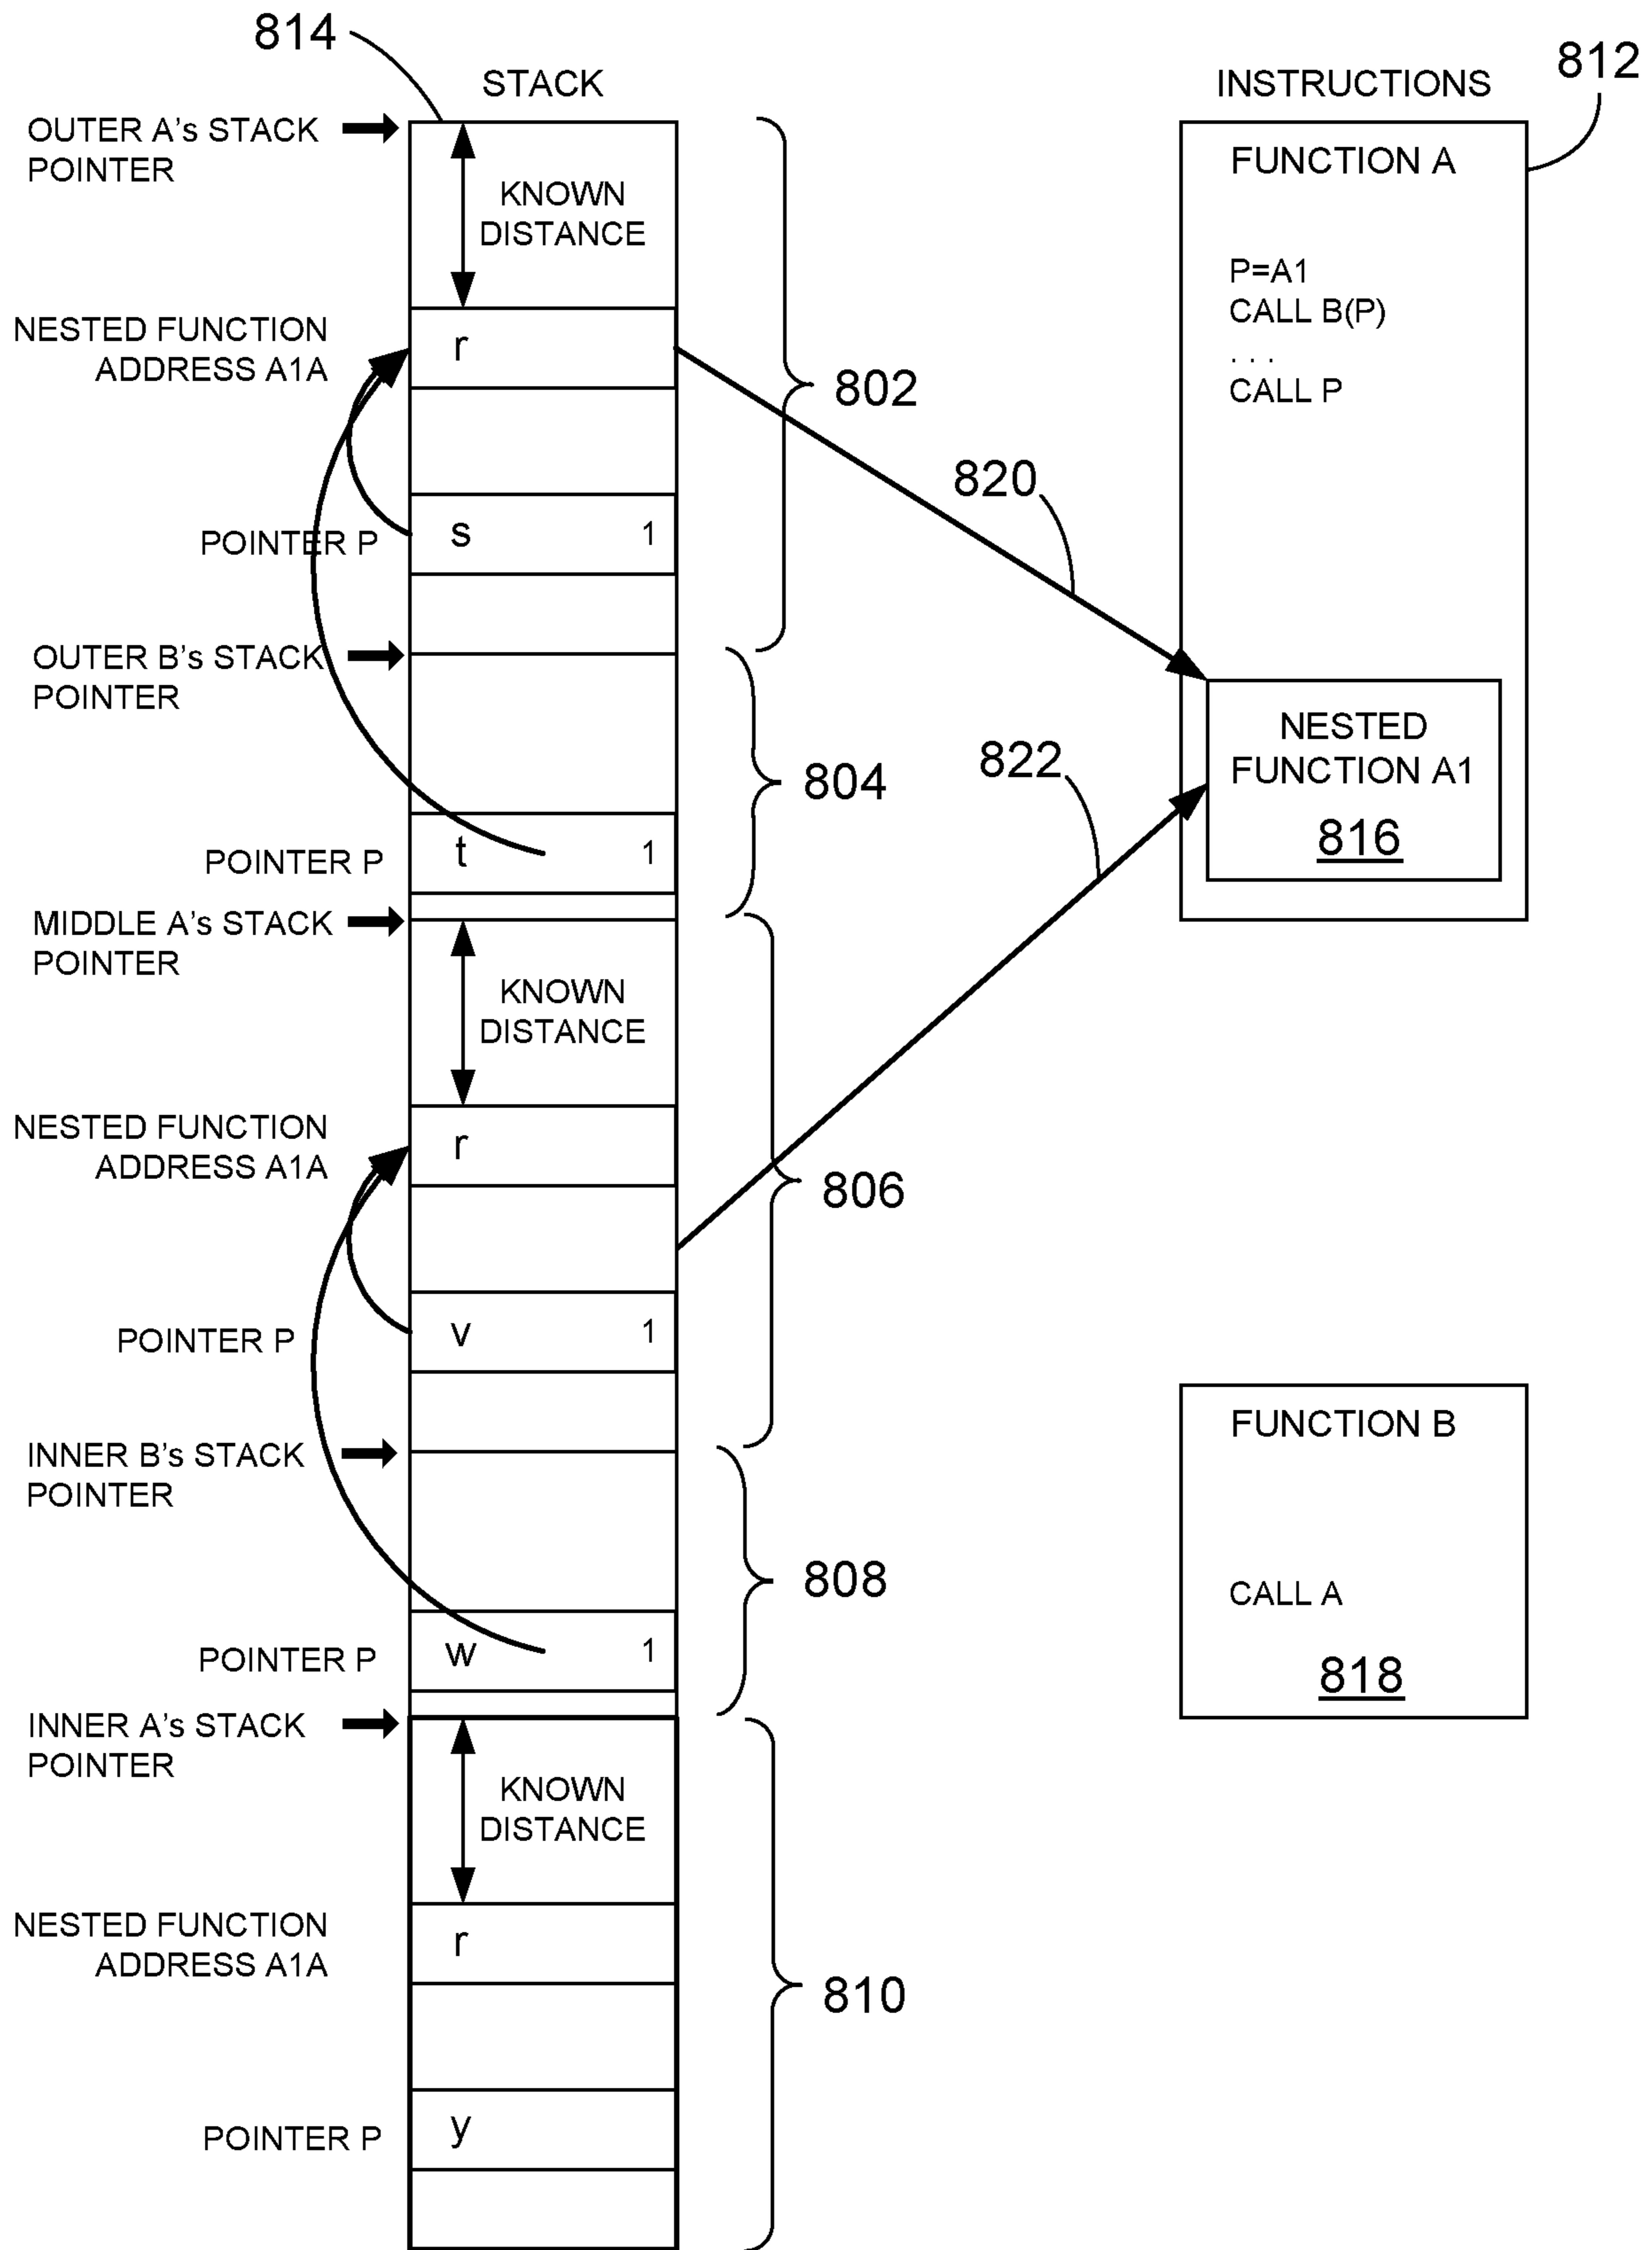 814
STACK
INSTRUCTIONS
812
OUTER A's STACK
POINTER
KNOWN
DISTANCE
FUNCTION A
P=A1
CALL B(P)
. . .
CALL P
NESTED FUNCTION
ADDRESS A1A
r
802
820
POINTER P
s 1
OUTER B's STACK
POINTER
NESTED
FUNCTION A1
816
822
804
POINTER P
t 1
MIDDLE A's STACK
POINTER
KNOWN
DISTANCE
NESTED FUNCTION
ADDRESS A1A
r
806
POINTER P
v 1
FUNCTION B
CALL A
818
INNER B's STACK
POINTER
808
POINTER P
w 1
INNER A's STACK
POINTER
KNOWN
DISTANCE
NESTED FUNCTION
ADDRESS A1A
r
810
POINTER P
y